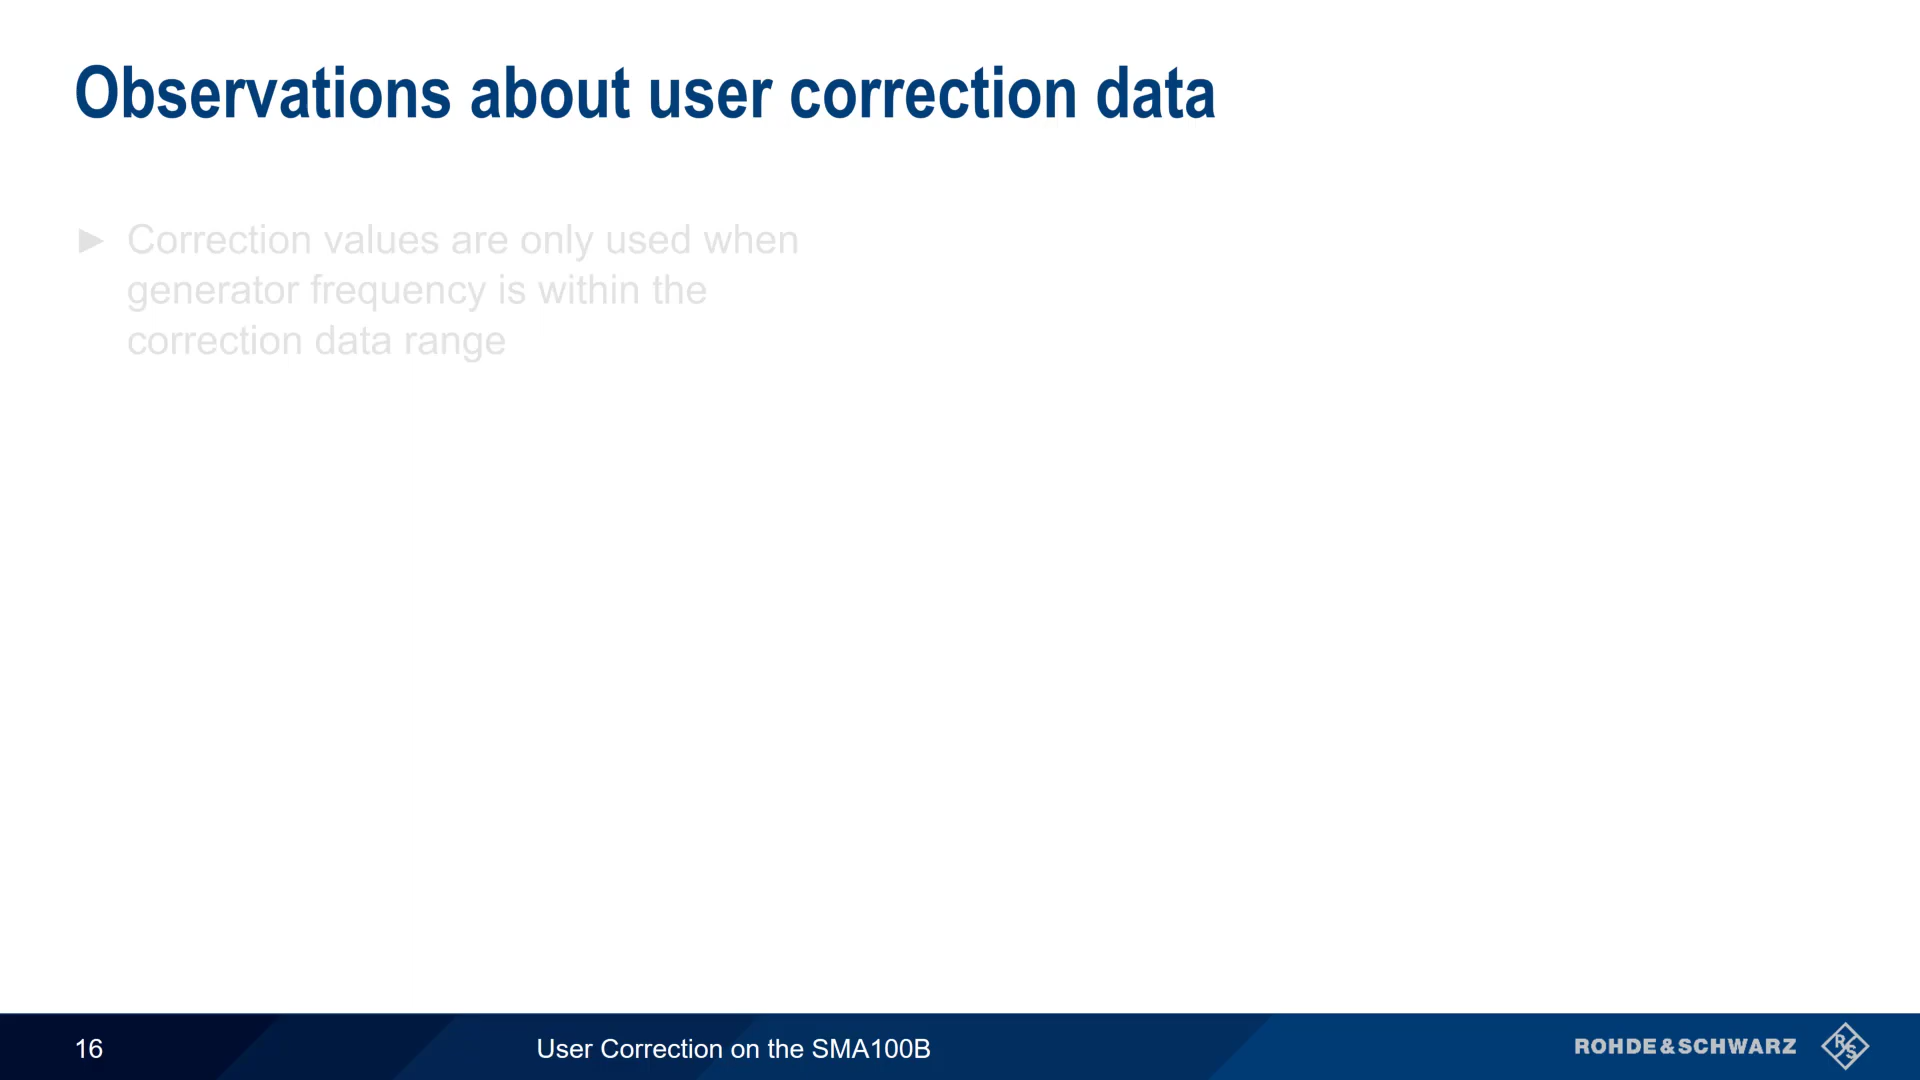 Observations about user correction data
► Correction values are only used when
generator frequency is within the
correction data range
16
User Correction on the SMA100B
ROHDE&SCHWARZ
R
S